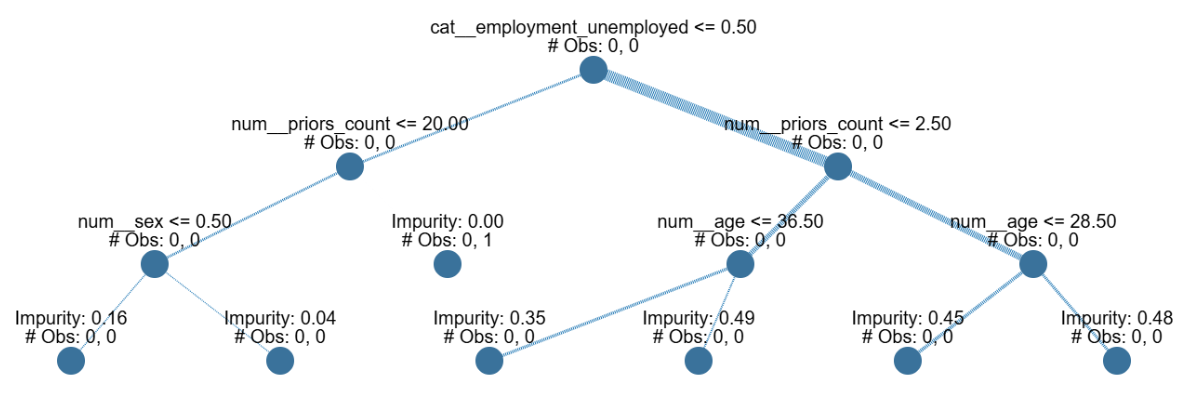 cat__employment_unemployed <= 0.50
# Obs: 0, 0
num__priors_count <= 20.00
# Obs: 0, 0
num__priors_count <= 2.50
# Obs: 0, 0
num__sex <= 0.50
# Obs: 0, 0
Impurity: 0.00
# Obs: 0, 1
num__age <= 36.50
# Obs: 0, 0
num__age <= 28.50
# Obs: 0, 0
Impurity: 0.16
# Obs: 0, 0
Impurity: 0.04
# Obs: 0, 0
Impurity: 0.35
# Obs: 0, 0
Impurity: 0.49
# Obs: 0, 0
Impurity: 0.45
# Obs: 0, 0
Impurity: 0.48
# Obs: 0, 0